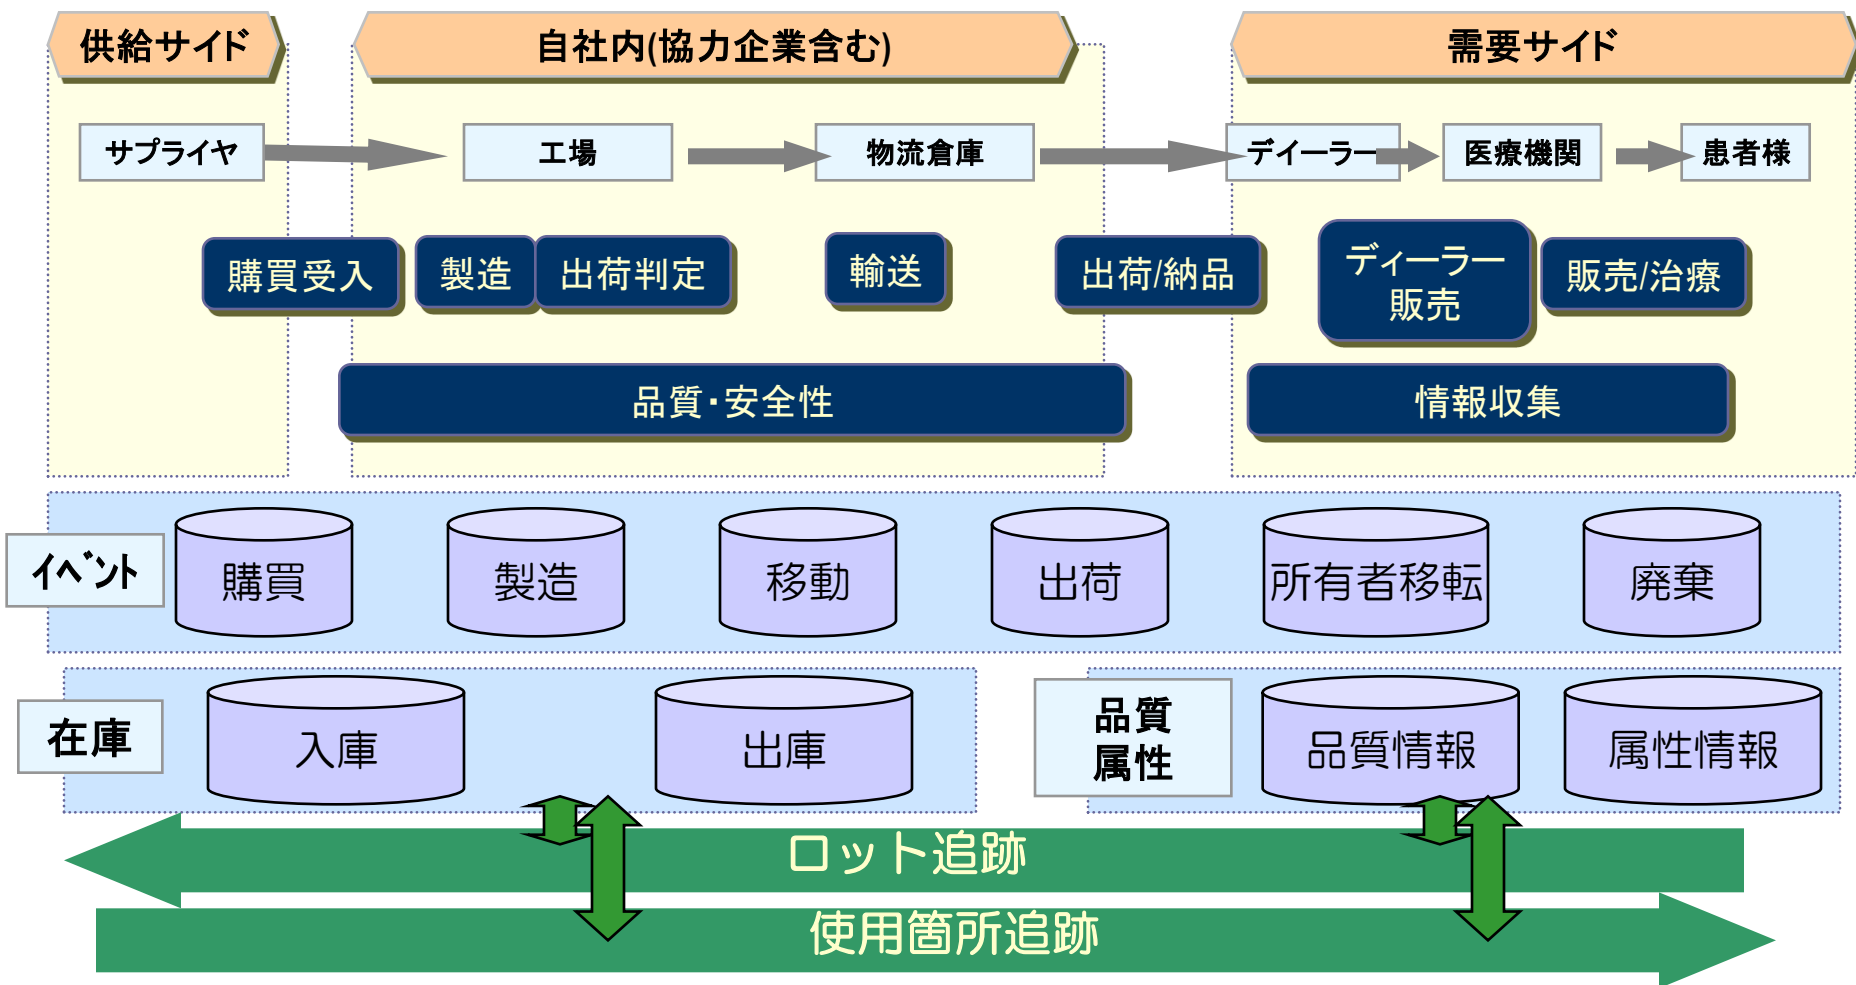 供給サイド
自社内(協力企業含む)
需要サイド
サプライヤ
工場
物流倉庫
デイーラー
医療機関
患者様
購買受入
製造
出荷判定
輸送
出荷/納品
ディーラー
販売
販売/治療
品質・安全性
情報収集
イベント
購買
製造
移動
出荷
所有者移転
廃棄
在庫
入庫
出庫
品質
属性
品質情報
属性情報
ロット追跡
使用箇所追跡